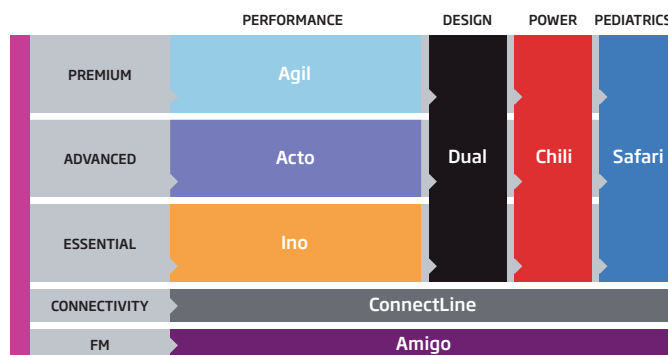 PERFORMANCE DESIGN POWER PEDIATRICS
PREMIUM Agil
ADVANCED Acto Dual Chili Safari
ESSENTIAL Ino
CONNECTIVITY ConnectLine
FM Amigo